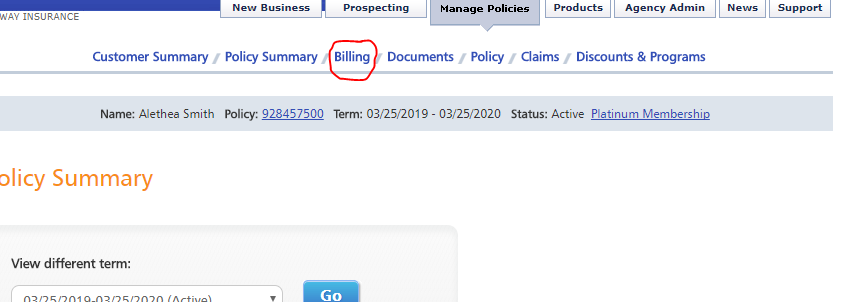 WAY INSURANCE
New Business Prospecting Manage Policies Products Agency Admin News Support
Customer Summary / Policy Summary / Billing / Documents / Policy / Claims / Discounts & Programs
Name: Alethea Smith Policy: 928457500 Term: 03/25/2019 - 03/25/2020 Status: Active Platinum Membership
olicy Summary
View different term:
03/25/2019-03/25/2020 (Active) Go